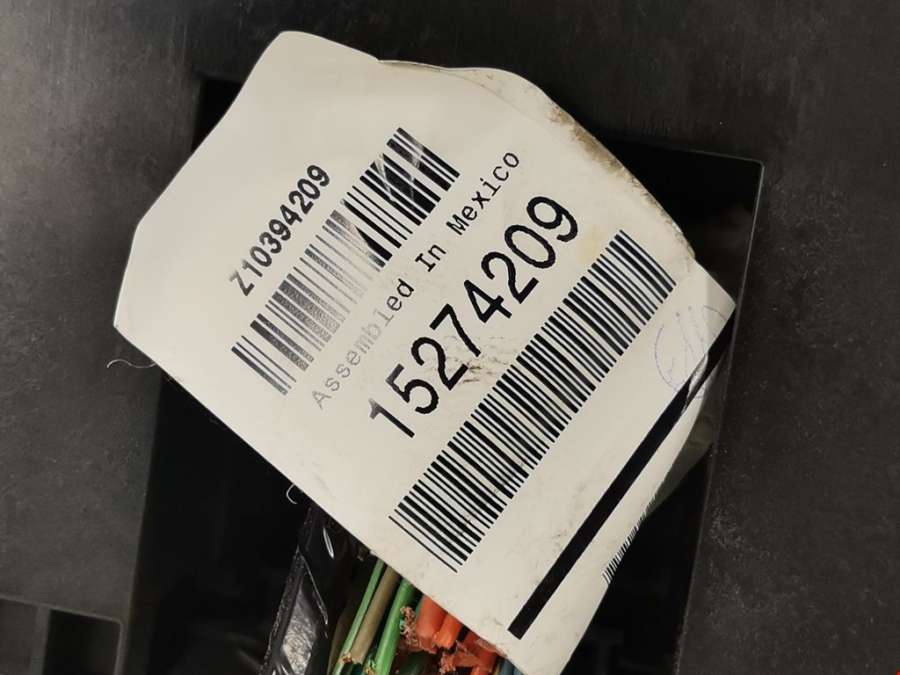 Z10394209
Assembled In Mexico
15274209